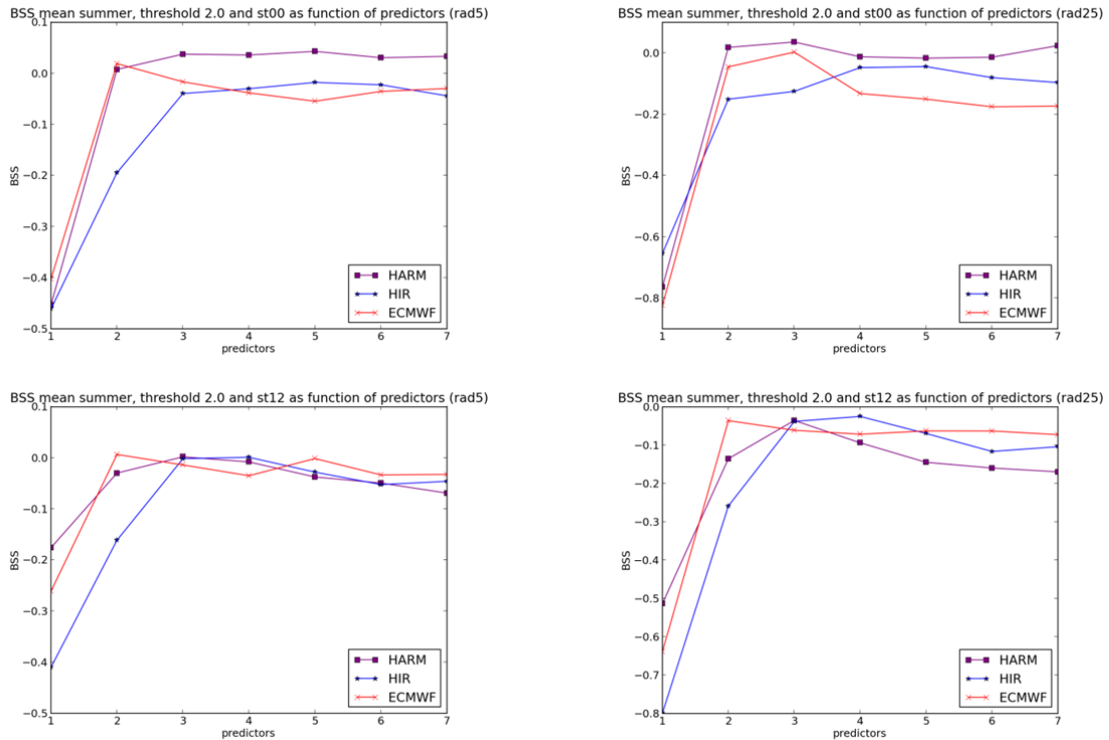 BSS mean summer, threshold 2.0 and st00 as function of predictors (rad5)
0.1
0.0
−0.1
−0.2
−0.3
−0.4
−0.5
BSS
HARM
HIR
ECMWF
1 2 3 4 5 6 7
predictors
BSS mean summer, threshold 2.0 and st00 as function of predictors (rad25)
0.0
−0.2
−0.4
−0.6
−0.8
BSS
HARM
HIR
ECMWF
1 2 3 4 5 6 7
predictors
BSS mean summer, threshold 2.0 and st12 as function of predictors (rad5)
0.1
0.0
−0.1
−0.2
−0.3
−0.4
−0.5
BSS
HARM
HIR
ECMWF
1 2 3 4 5 6 7
predictors
BSS mean summer, threshold 2.0 and st12 as function of predictors (rad25)
0.0
−0.1
−0.2
−0.3
−0.4
−0.5
−0.6
−0.7
−0.8
BSS
HARM
HIR
ECMWF
1 2 3 4 5 6 7
predictors